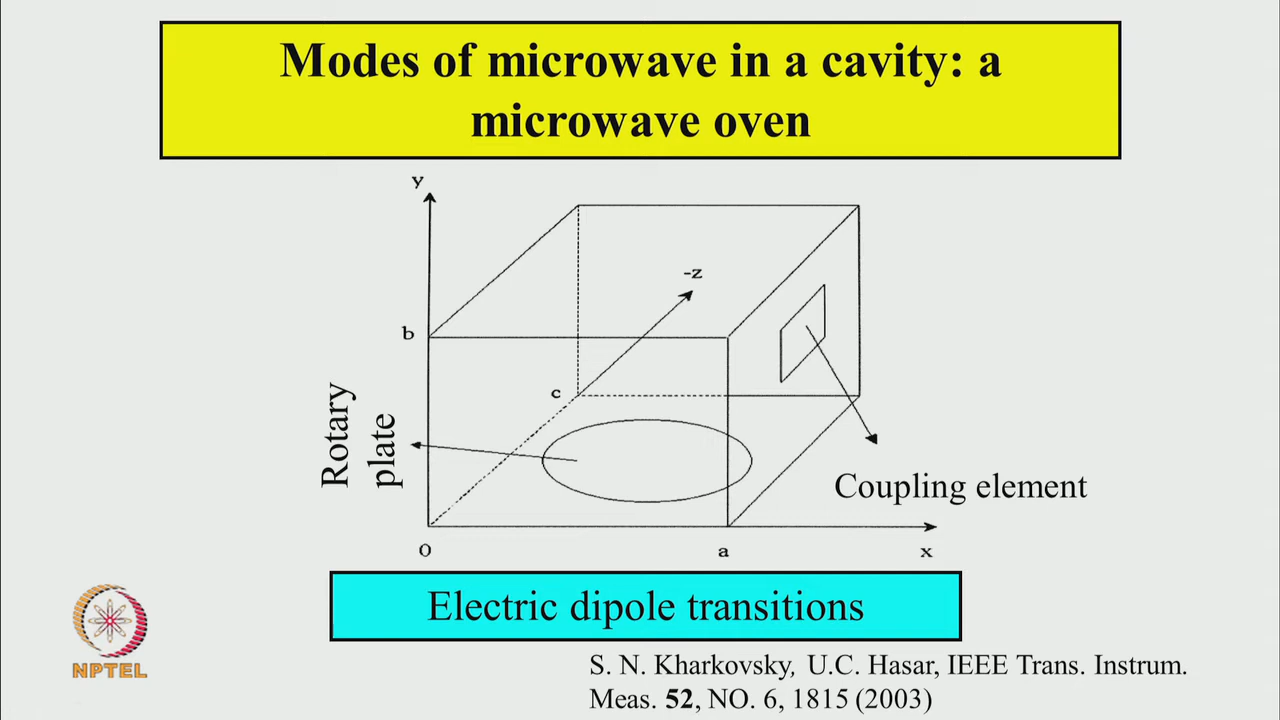 Modes of microwave in a cavity: a
microwave oven
y
-z
b
c
Rotary
plate
Coupling element
0
a
x
Electric dipole transitions
S. N. Kharkovsky, U.C. Hasar, IEEE Trans. Instrum.
Meas. 52, NO. 6, 1815 (2003)
NPTEL